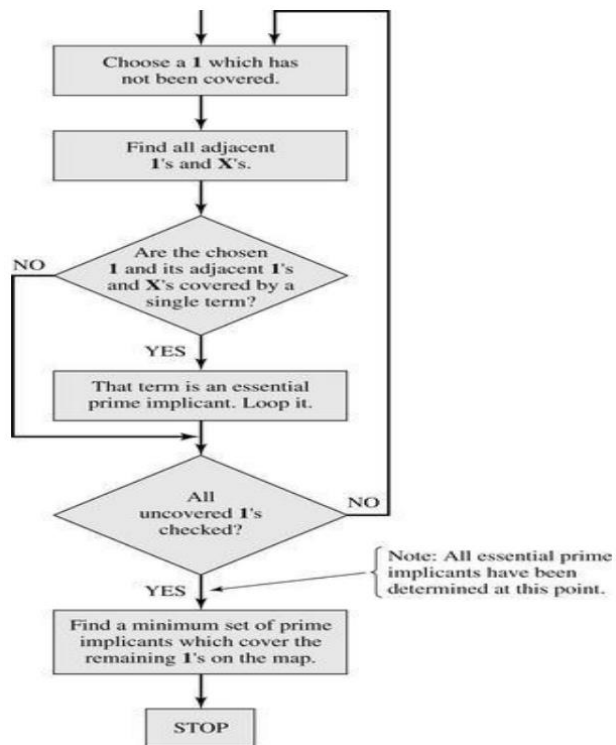 Choose a 1 which has
not been covered.
Find all adjacent
1's and X's.
Are the chosen
1 and its adjacent 1's
and X's covered by a
single term?
NO
YES
That term is an essential
prime implicant. Loop it.
All
uncovered 1's
checked?
NO
YES
Note: All essential prime
implicants have been
determined at this point.
Find a minimum set of prime
implicants which cover the
remaining 1's on the map.
STOP